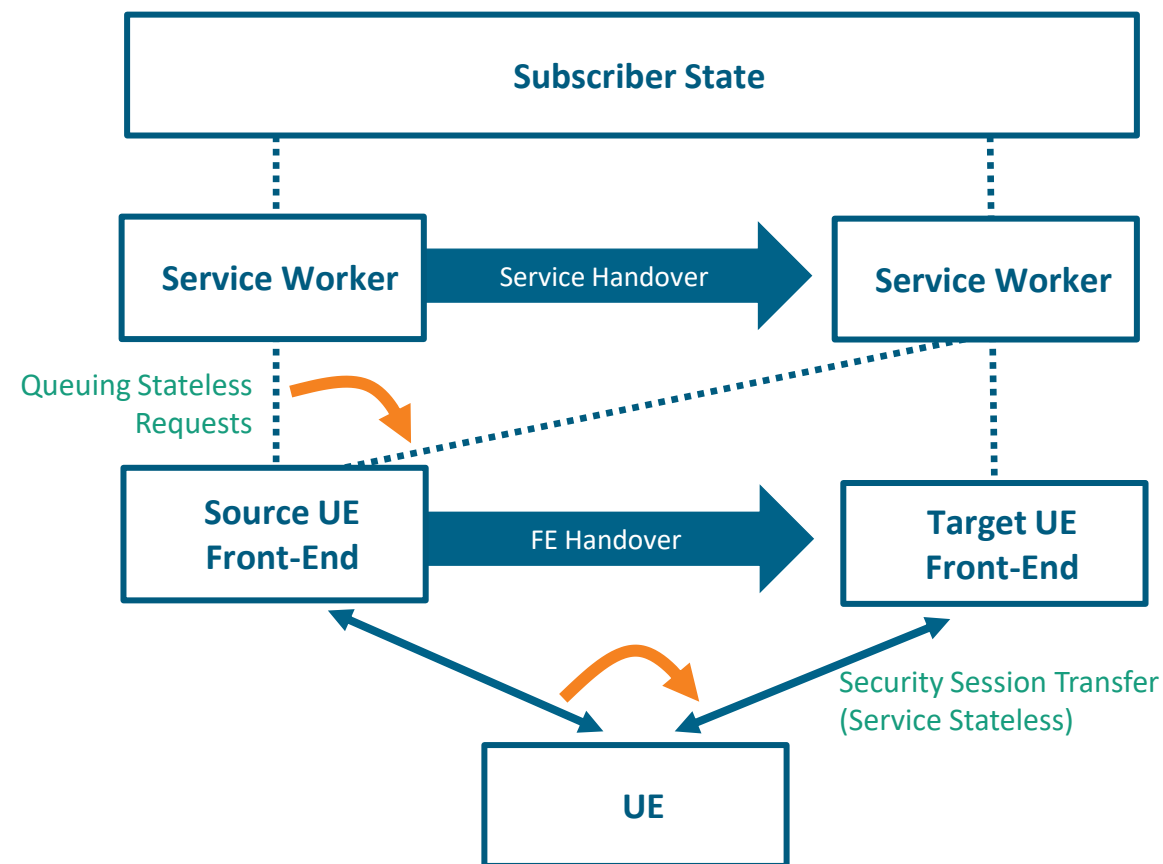 Subscriber State
Service Worker
Service Handover
Service Worker
Queuing Stateless
Requests
Source UE
Front-End
FE Handover
Target UE
Front-End
Security Session Transfer
(Service Stateless)
UE